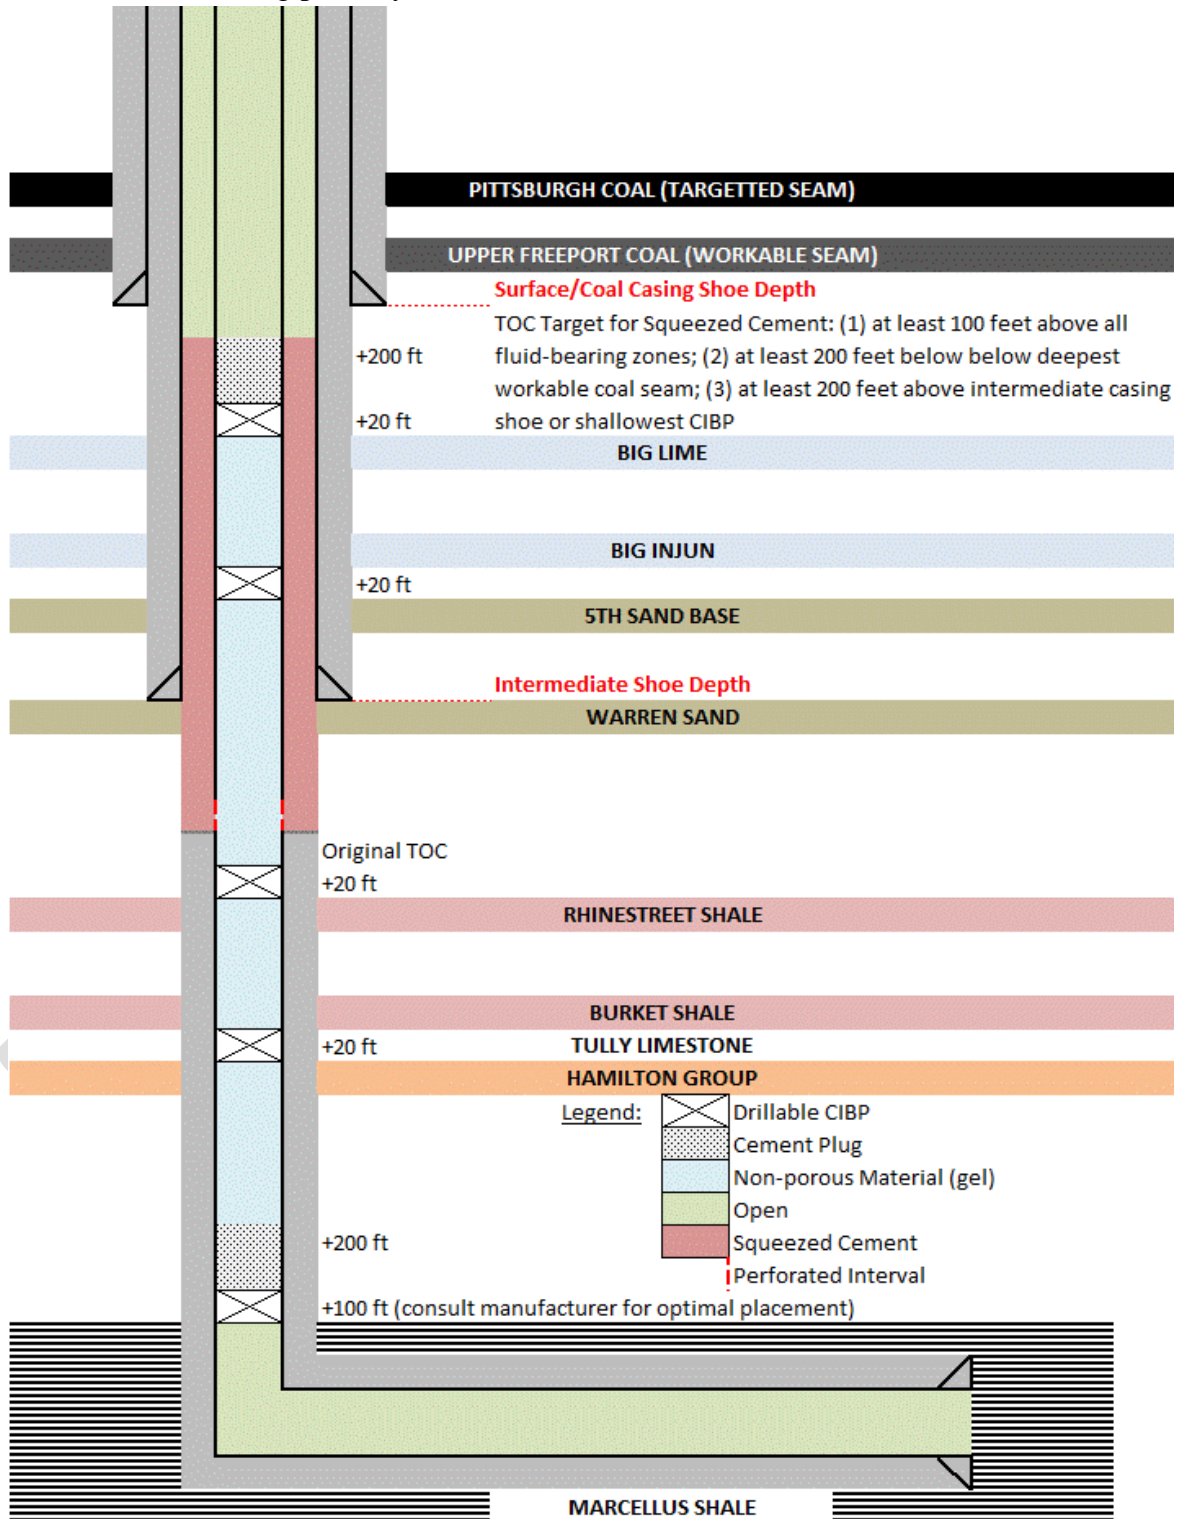 PITTSBURGH COAL (TARGETTED SEAM)
UPPER FREEPORT COAL (WORKABLE SEAM)
Surface/Coal Casing Shoe Depth
TOC Target for Squeezed Cement: (1) at least 100 feet above all
+200 ft
fluid-bearing zones; (2) at least 200 feet below below deepest
workable coal seam; (3) at least 200 feet above intermediate casing
+20 ft
shoe or shallowest CIBP
BIG LIME
BIG INJUN
+20 ft
5TH SAND BASE
Intermediate Shoe Depth
WARREN SAND
Original TOC
+20 ft
RHINESTREET SHALE
BURKET SHALE
+20 ft
TULLY LIMESTONE
HAMILTON GROUP
Legend:
Drillable CIBP
Cement Plug
Non-porous Material (gel)
Open
+200 ft
Squeezed Cement
Perforated Interval
+100 ft (consult manufacturer for optimal placement)
MARCELLUS SHALE